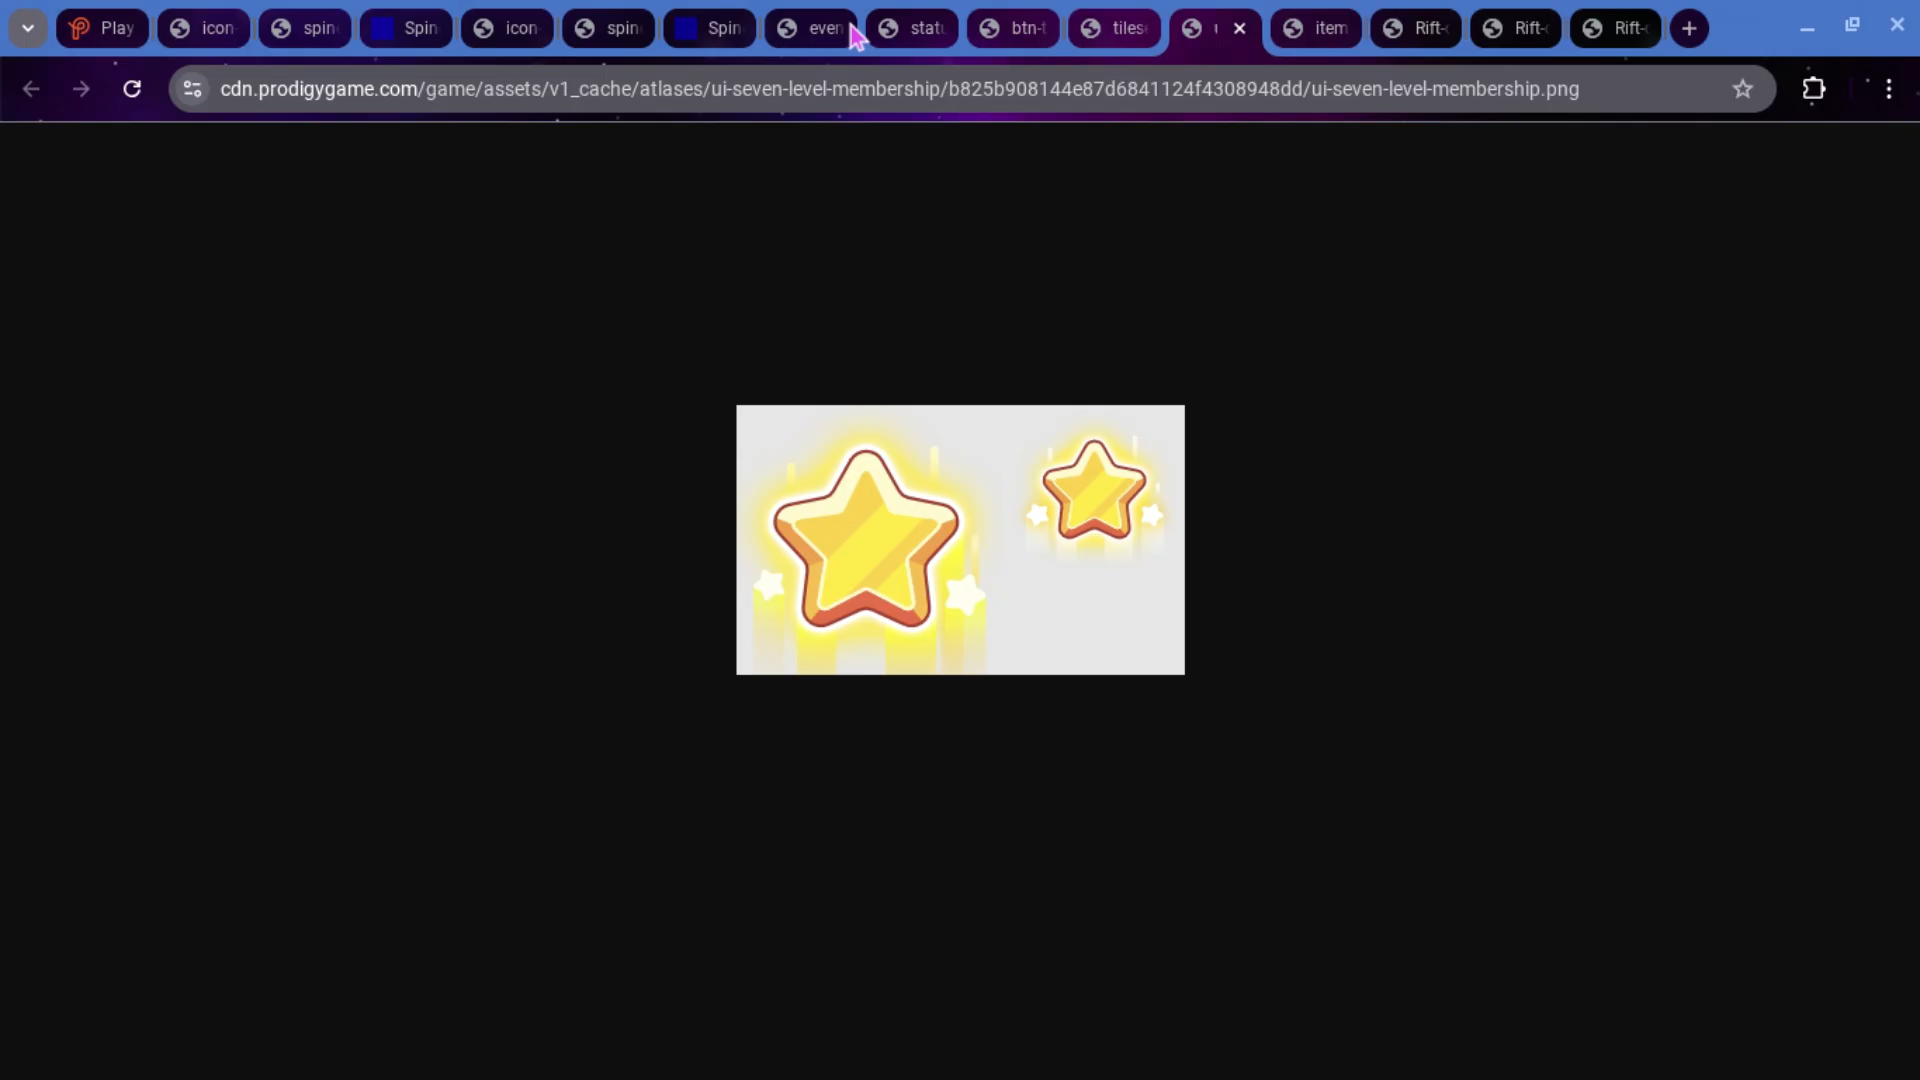 Play
icon
spin
Spin
icon
spin
Spin
even
statu
btn-t
tiles
item
Rift-
Rift-
Rift-
cdn.prodigygame.com/game/assets/v1_cache/atlases/ui-seven-level-membership/b825b908144e87d6841124f4308948dd/ui-seven-level-membership.png